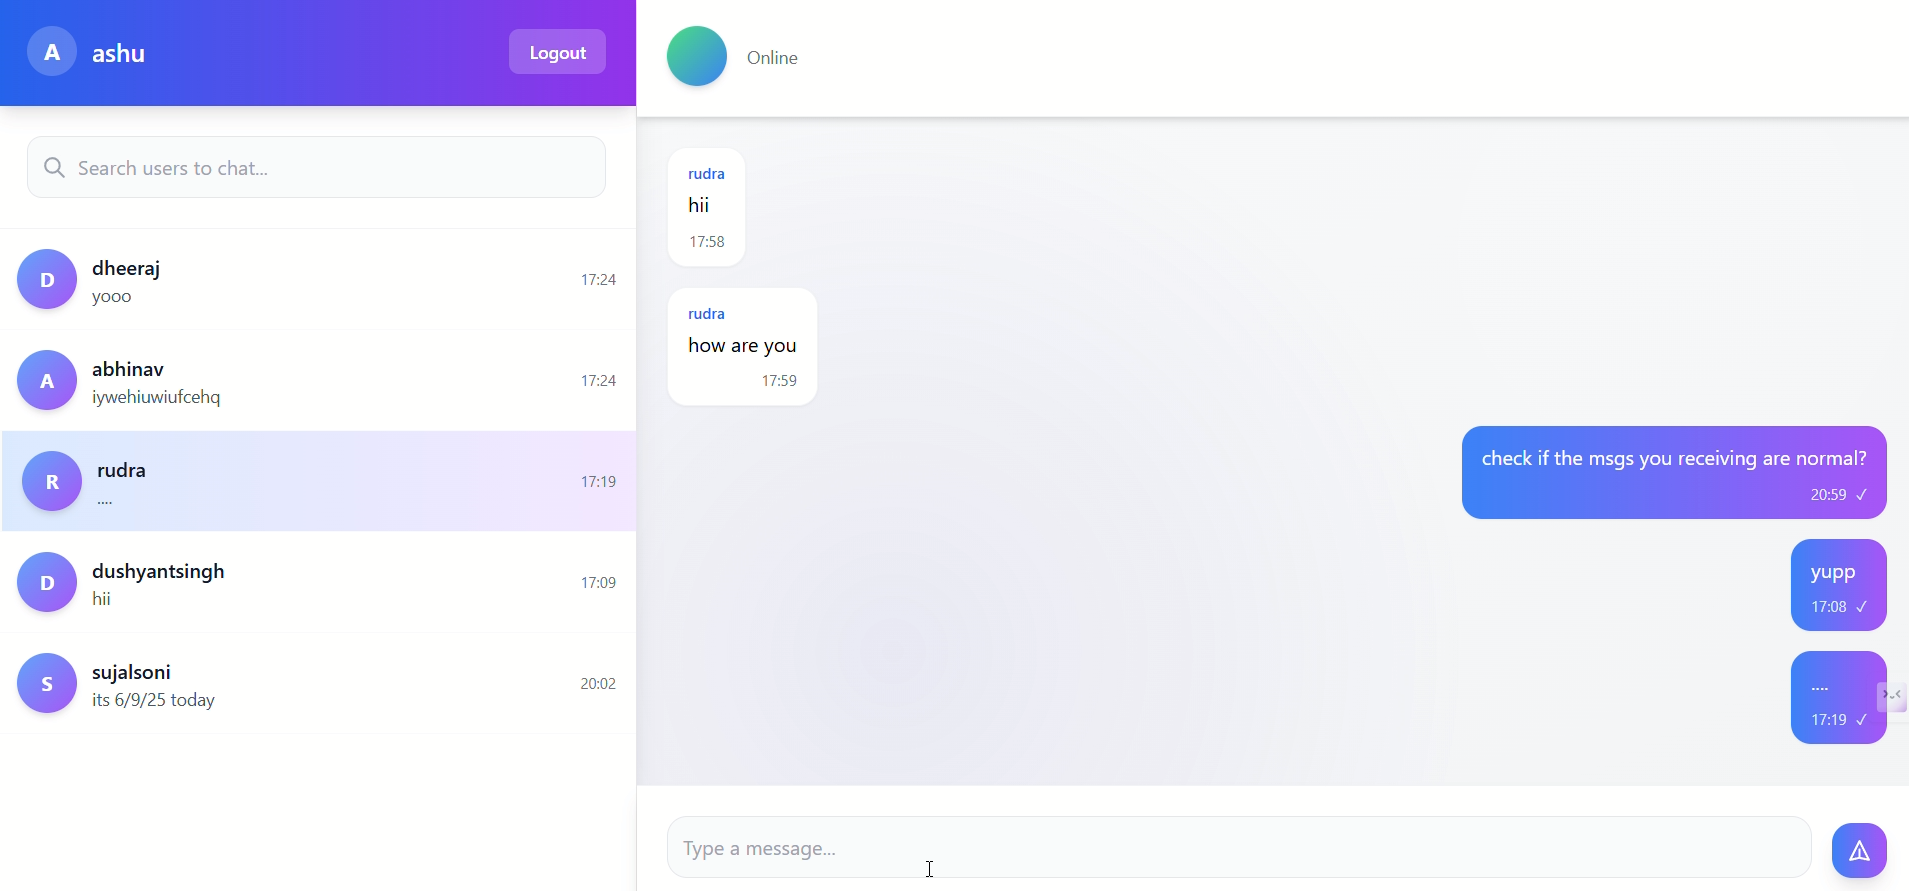 A
ashu
Logout
Search users to chat...
D
dheeraj
yooo
17:24
A
abhinav
iywehiuwiufcehq
17:24
R
rudra
....
17:19
D
dushyantsingh
hii
17:09
S
sujalsoni
its 6/9/25 today
20:02
Online
rudra
hii
17:58
rudra
how are you
17:59
check if the msgs you receiving are normal?
20:59 ✓
yupp
17:08 ✓
....
17:19 ✓
Type a message...